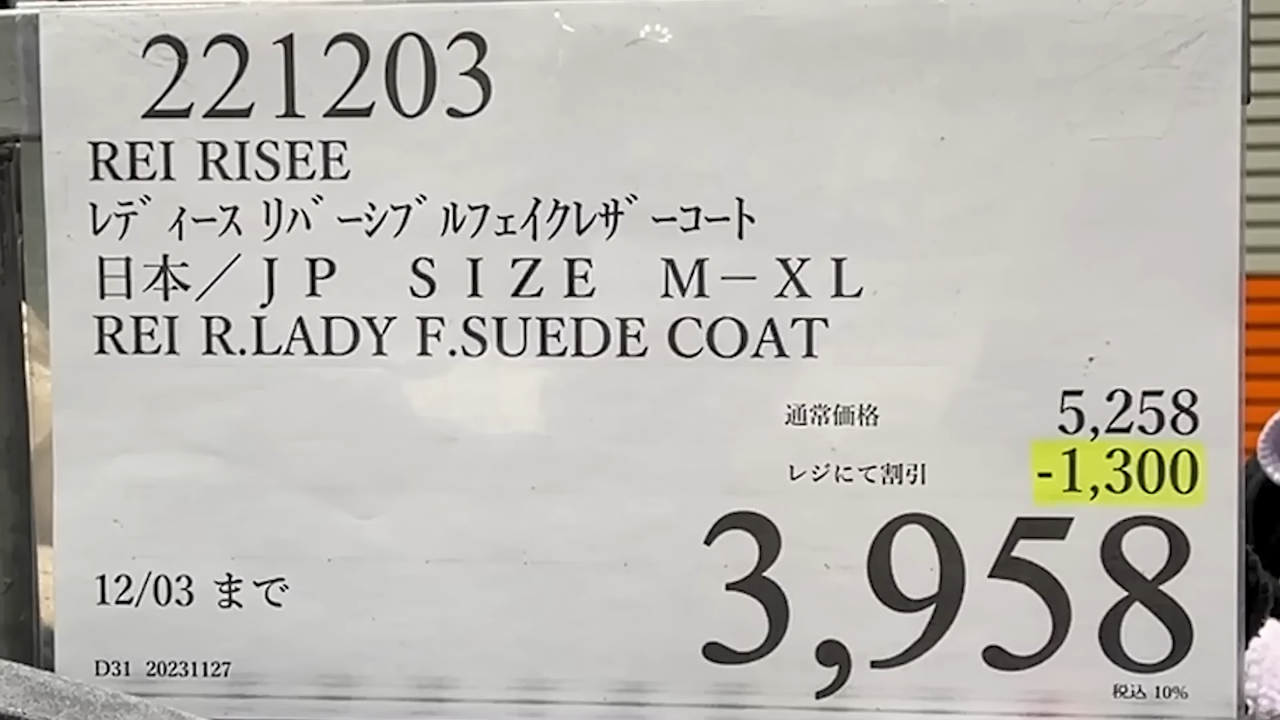 221203
REI RISEE
ﾚﾃﾞｨｰｽ ﾘﾊﾞｰｼﾌﾞﾙﾌｪｲｸﾚｻﾞｰｺｰﾄ
日本／ＪＰ　ＳＩＺＥ　Ｍ－ＸＬ
REI R.LADY F.SUEDE COAT
通常価格 5,258
レジにて割引 -1,300
3,958
12/03 まで
D31 20231127
税込 10%